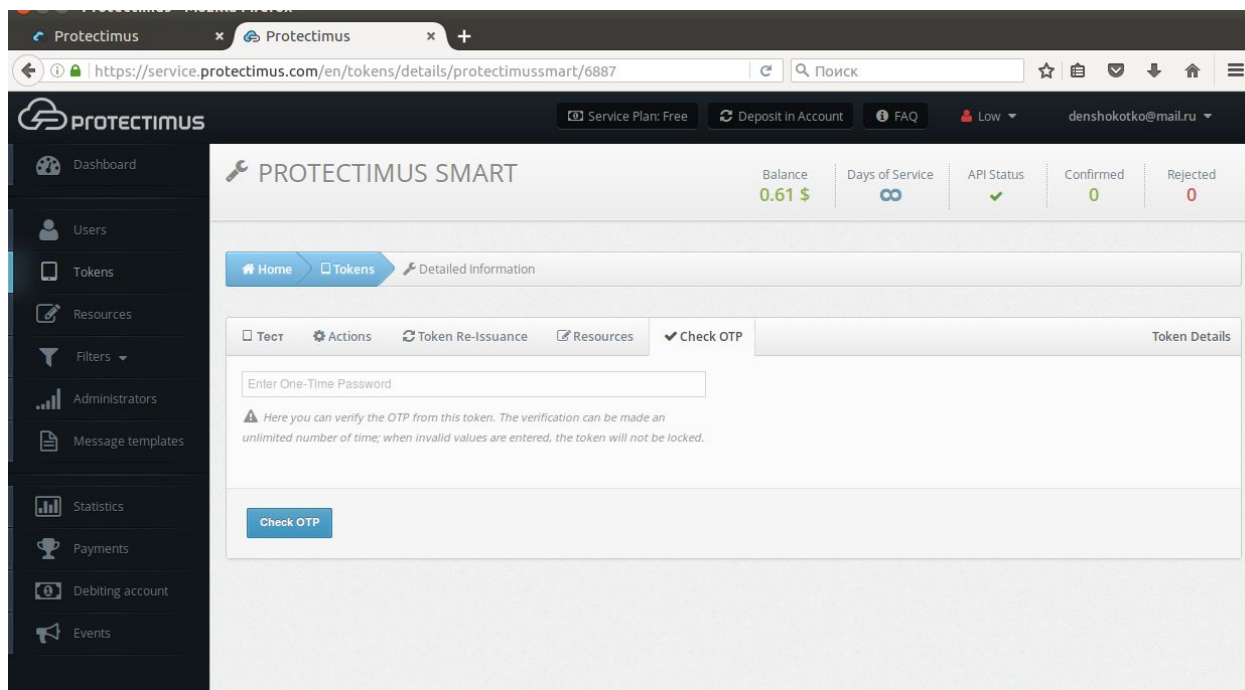 Protectimus
Protectimus
https://service.protectimus.com/en/tokens/details/protectimussmart/6887
Поиск
PROTECTIMUS
Service Plan: Free
Deposit in Account
FAQ
Low
denshokotko@mail.ru
Dashboard
Users
Tokens
Resources
Filters
Administrators
Message templates
Statistics
Payments
Debiting account
Events
PROTECTIMUS SMART
Balance
0.61 $
Days of Service
∞
API Status
Confirmed
0
Rejected
0
Home
Tokens
Detailed Information
Тест
Actions
Token Re-Issuance
Resources
Check OTP
Token Details
Enter One-Time Password
Here you can verify the OTP from this token. The verification can be made an
unlimited number of time; when invalid values are entered, the token will not be locked.
Check OTP